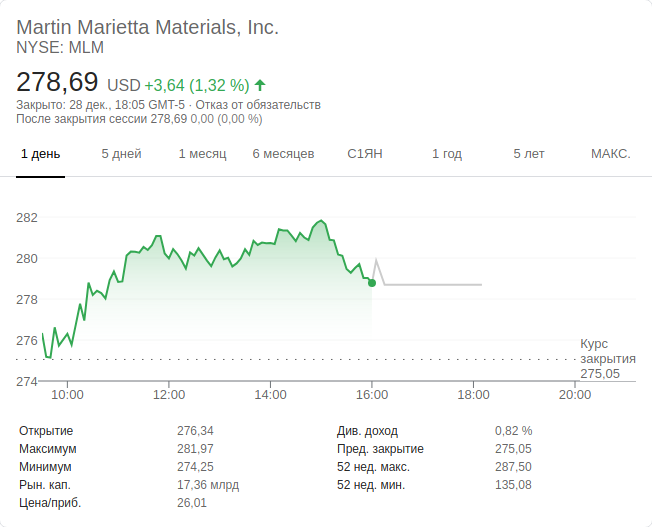 Martin Marietta Materials, Inc.
NYSE: MLM
278,69 USD +3,64 (1,32 %)
Закрыто: 28 дек., 18:05 GMT-5 · Отказ от обязательств
После закрытия сессии 278,69 0,00 (0,00 %)
1 день 5 дней 1 месяц 6 месяцев С1ЯН 1 год 5 лет МАКС.
282
280
278
276
Курс
закрытия
275,05
274
10:00 12:00 14:00 16:00 18:00 20:00
Открытие 276,34 Див. доход 0,82 %
Максимум 281,97 Пред. закрытие 275,05
Минимум 274,25 52 нед. макс. 287,50
Рын. кап. 17,36 млрд 52 нед. мин. 135,08
Цена/приб. 26,01